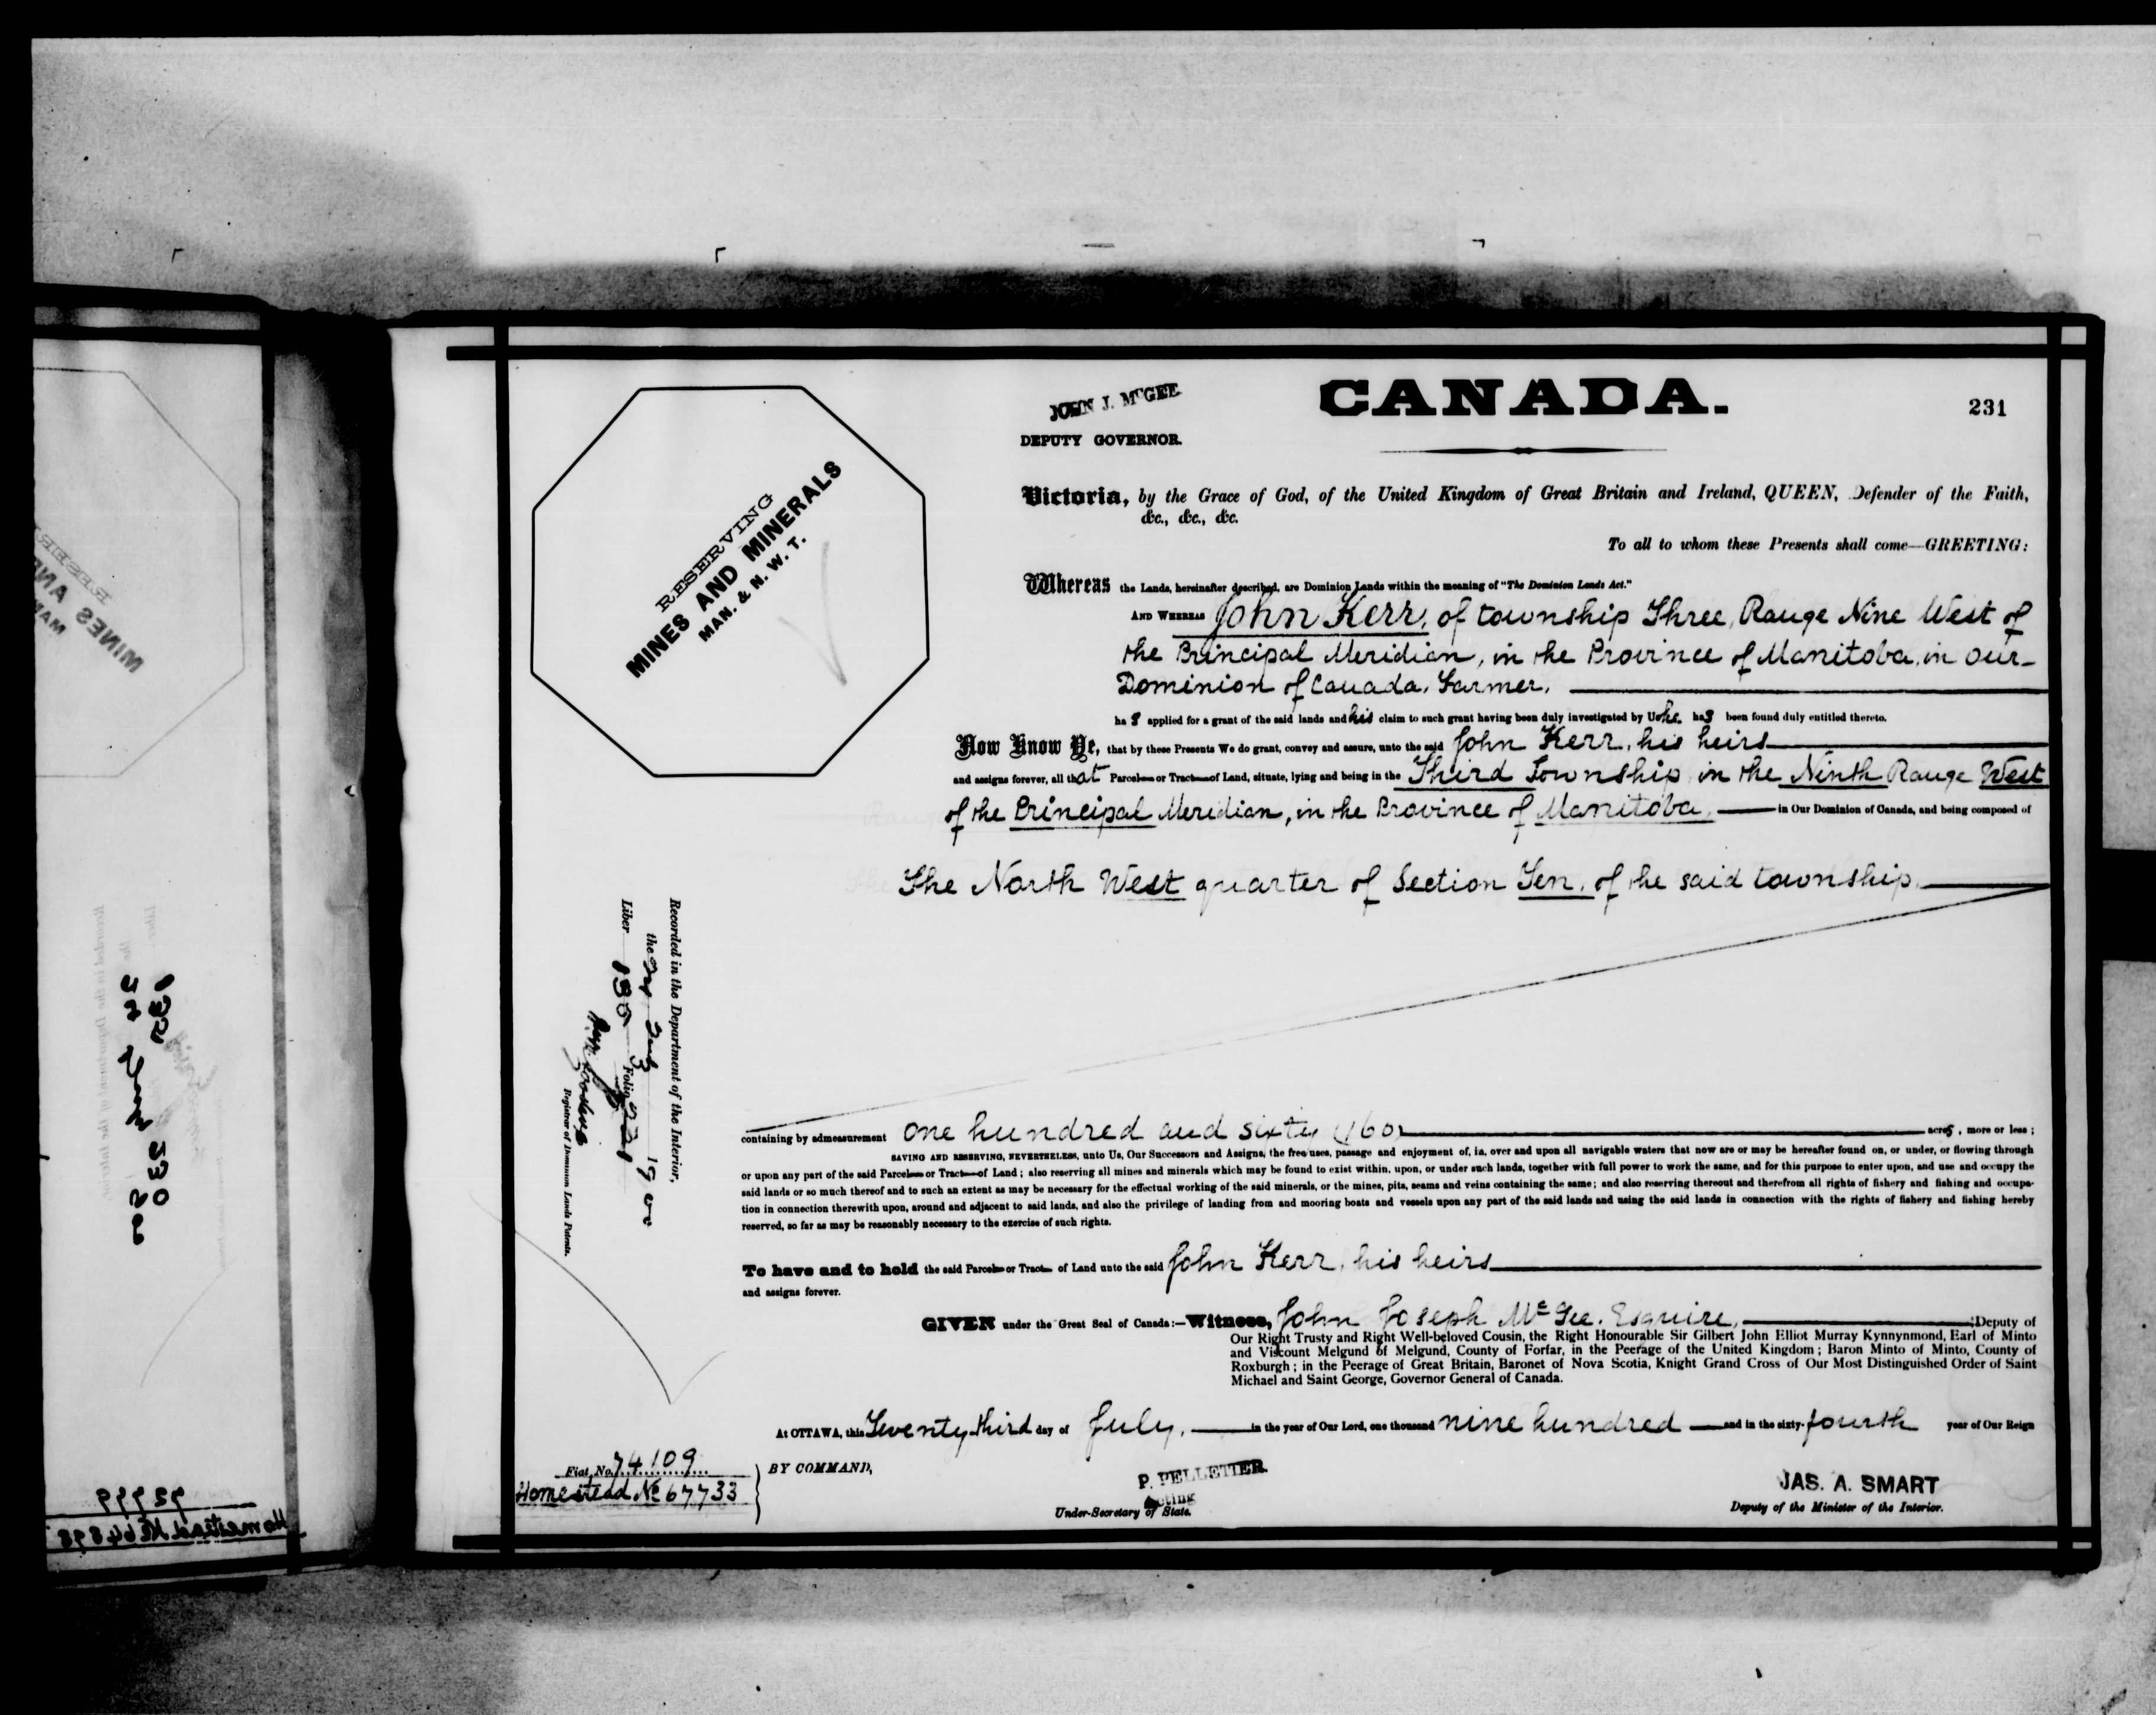 JOHN J. McGEE
DEPUTY GOVERNOR.
CANADA.
231
RESERVING
MINES AND MINERALS
MAN. & N. W. T.
Victoria, by the Grace of God, of the United Kingdom of Great Britain and Ireland, QUEEN, Defender of the Faith,
&c., &c., &c.
To all to whom these Presents shall come—GREETING:
Whereas the Lands, hereinafter described, are Dominion Lands within the meaning of "The Dominion Lands Act."
AND WHEREAS John Kerr, of township Three, Range Nine West of
the Principal Meridian, in the Province of Manitoba, in our
Dominion of Canada, Farmer,
has applied for a grant of the said lands and his claim to such grant having been duly investigated by Us he has been found duly entitled thereto.
Now Know Ye, that by these Presents We do grant, convey and assure, unto the said John Kerr, his heirs
and assigns forever, all that Parcel or Tract of Land, situate, lying and being in the Third Township, in the Ninth Range West
of the Principal Meridian, in the Province of Manitoba, in Our Dominion of Canada, and being composed of
The North West quarter of Section Ten, of the said township,
Recorded in the Department of the Interior,
the 1900
Liber 135 Folio 231
Registrar of Dominion Lands Patents.
containing by admeasurement one hundred and sixty (160) acres, more or less;
SAVING AND RESERVING, NEVERTHELESS, unto Us, Our Successors and Assigns, the free uses, passage and enjoyment of, in, over and upon all navigable waters that now are or may be hereafter found on, or under, or flowing through
or upon any part of the said Parcel or Tract of Land; also reserving all mines and minerals which may be found to exist within, upon, or under such lands, together with full power to work the same, and for this purpose to enter upon, and use and occupy the
said lands or so much thereof and to such an extent as may be necessary for the effectual working of the said minerals, or the mines, pits, seams and veins containing the same; and also reserving thereout and therefrom all rights of fishery and fishing and occupa-
tion in connection therewith upon, around and adjacent to said lands, and also the privilege of landing from and mooring boats and vessels upon any part of the said lands and using the said lands in connection with the rights of fishery and fishing hereby
reserved, so far as may be reasonably necessary to the exercise of such rights.
To have and to hold the said Parcel or Tract of Land unto the said John Kerr, his heirs
and assigns forever.
GIVEN under the Great Seal of Canada:—Witness, John Joseph McGee, Esquire, Deputy of
Our Right Trusty and Right Well-beloved Cousin, the Right Honourable Sir Gilbert John Elliot Murray Kynnynmond, Earl of Minto
and Viscount Melgund of Melgund, County of Forfar, in the Peerage of the United Kingdom; Baron Minto of Minto, County of
Roxburgh; in the Peerage of Great Britain, Baronet of Nova Scotia, Knight Grand Cross of Our Most Distinguished Order of Saint
Michael and Saint George, Governor General of Canada.
At OTTAWA, this Twenty third day of July, in the year of Our Lord, one thousand nine hundred and in the sixty-fourth year of Our Reign
Fiat No. 74109
Homestead No 67733
BY COMMAND,
P. PELLETIER
Acting
Under-Secretary of State.
JAS. A. SMART
Deputy of the Minister of the Interior.